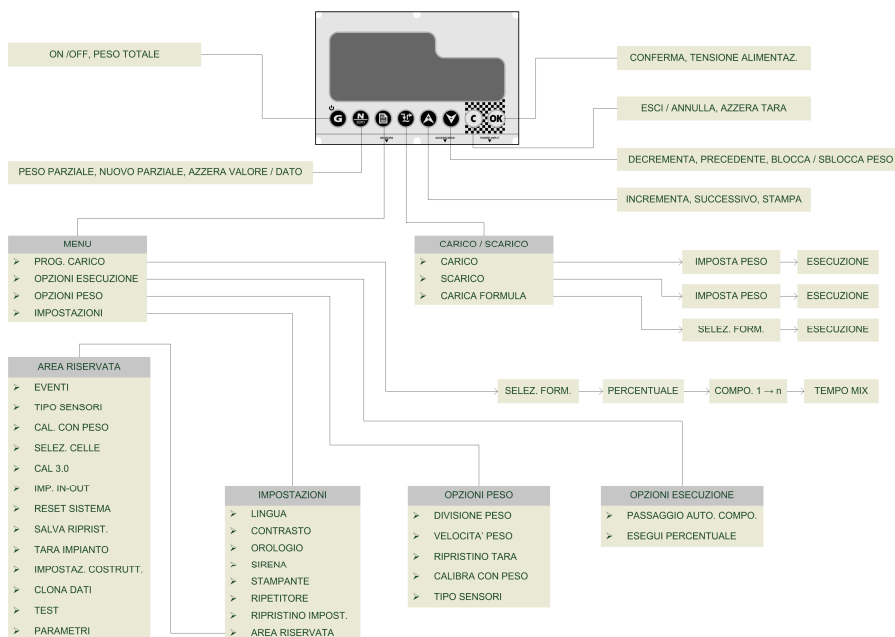 ON /OFF, PESO TOTALE
CONFERMA, TENSIONE ALIMENTAZ.
ESCI / ANNULLA, AZZERA TARA
G
N
C
OK
DECREMENTA, PRECEDENTE, BLOCCA / SBLOCCA PESO
PESO PARZIALE, NUOVO PARZIALE, AZZERA VALORE / DATO
INCREMENTA, SUCCESSIVO, STAMPA
MENU
PROG. CARICO
OPZIONI ESECUZIONE
OPZIONI PESO
IMPOSTAZIONI
CARICO / SCARICO
CARICO
SCARICO
CARICA FORMULA
IMPOSTA PESO
ESECUZIONE
IMPOSTA PESO
ESECUZIONE
SELEZ. FORM.
ESECUZIONE
SELEZ. FORM.
PERCENTUALE
COMPO. 1 → n
TEMPO MIX
AREA RISERVATA
EVENTI
TIPO SENSORI
CAL. CON PESO
SELEZ. CELLE
CAL 3.0
IMP. IN-OUT
RESET SISTEMA
SALVA RIPRIST.
TARA IMPIANTO
IMPOSTAZ. COSTRUTT.
CLONA DATI
TEST
PARAMETRI
IMPOSTAZIONI
LINGUA
CONTRASTO
OROLOGIO
SIRENA
STAMPANTE
RIPETITORE
RIPRISTINO IMPOST.
AREA RISERVATA
OPZIONI PESO
DIVISIONE PESO
VELOCITA' PESO
RIPRISTINO TARA
CALIBRA CON PESO
TIPO SENSORI
OPZIONI ESECUZIONE
PASSAGGIO AUTO. COMPO.
ESEGUI PERCENTUALE